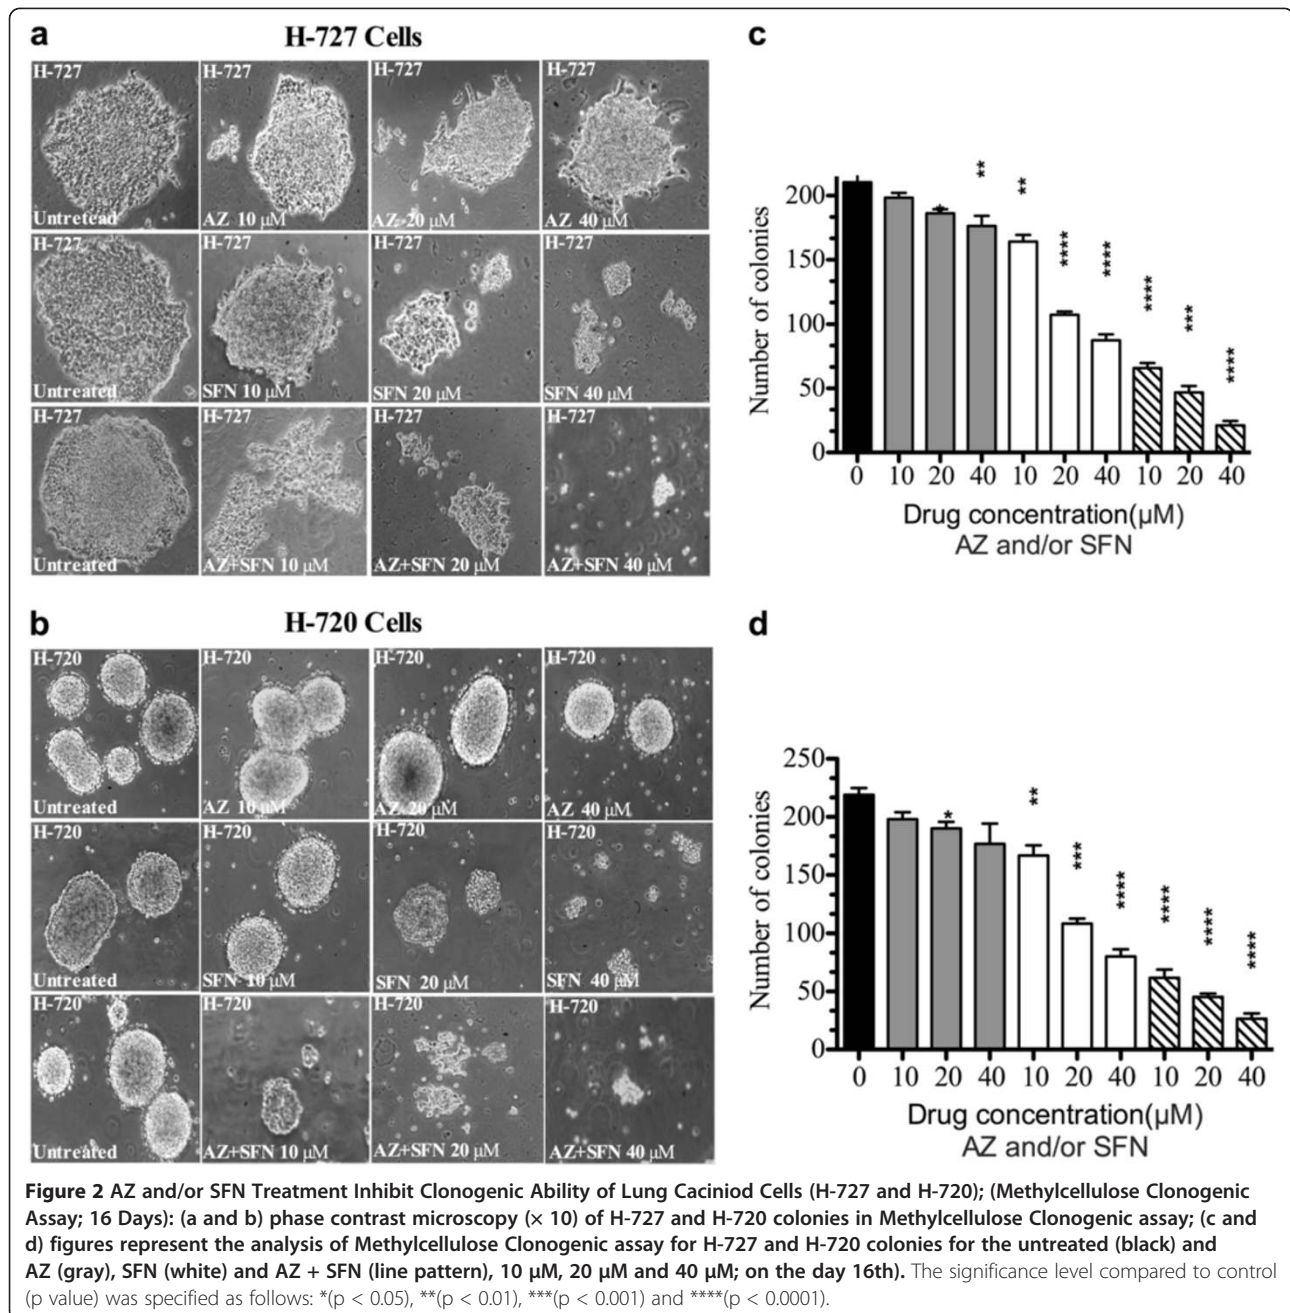 a
H-727 Cells
H-727 H-727 H-727 H-727
Untretead AZ 10 µM AZ 20 µM AZ 40 µM
H-727 H-727 H-727 H-727
Untreated SFN 10 µM SFN 20 µM SFN 40 µM
H-727 H-727 H-727 H-727
Untreated AZ+SFN 10 µM AZ+SFN 20 µM AZ+SFN 40 µM
b
H-720 Cells
H-720 H-720 H-720 H-720
Untreated AZ 10 µM AZ 20 µM AZ 40 µM
H-720 H-720 H-720 H-720
Untreated SFN 10 µM SFN 20 µM SFN 40 µM
H-720 H-720 H-720 H-720
Untreated AZ+SFN 10 µM AZ+SFN 20 µM AZ+SFN 40 µM
c
Number of colonies
200
150
100
50
0
* ** ** **** **** **** *** ****
0 10 20 40 10 20 40 10 20 40
Drug concentration(µM)
AZ and/or SFN
d
Number of colonies
250
200
150
100
50
0
* ** *** **** **** **** ****
0 10 20 40 10 20 40 10 20 40
Drug concentration(µM)
AZ and/or SFN
Figure 2 AZ and/or SFN Treatment Inhibit Clonogenic Ability of Lung Caciniod Cells (H-727 and H-720); (Methylcellulose Clonogenic
Assay; 16 Days): (a and b) phase contrast microscopy (× 10) of H-727 and H-720 colonies in Methylcellulose Clonogenic assay; (c and
d) figures represent the analysis of Methylcellulose Clonogenic assay for H-727 and H-720 colonies for the untreated (black) and
AZ (gray), SFN (white) and AZ + SFN (line pattern), 10 µM, 20 µM and 40 µM; on the day 16th). The significance level compared to control
(p value) was specified as follows: *(p < 0.05), **(p < 0.01), ***(p < 0.001) and ****(p < 0.0001).